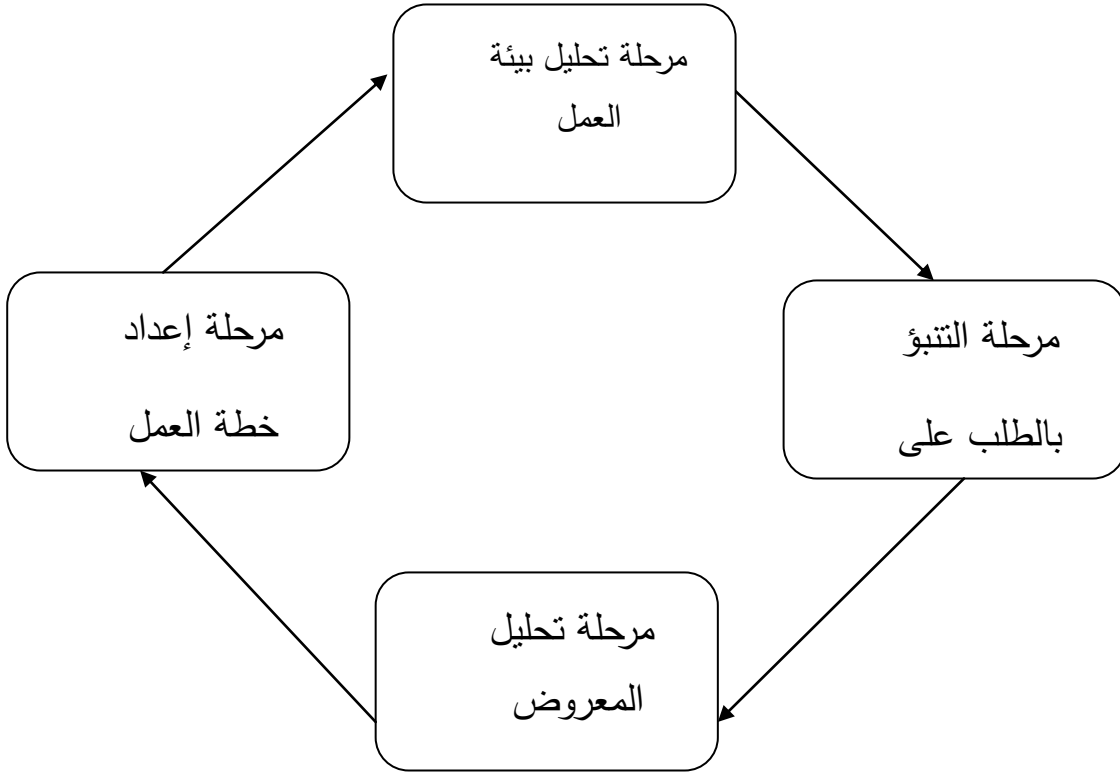 مرحلة تحليل بيئة
العمل
مرحلة التنبؤ
بالطلب على
مرحلة تحليل
المعروض
مرحلة إعداد
خطة العمل